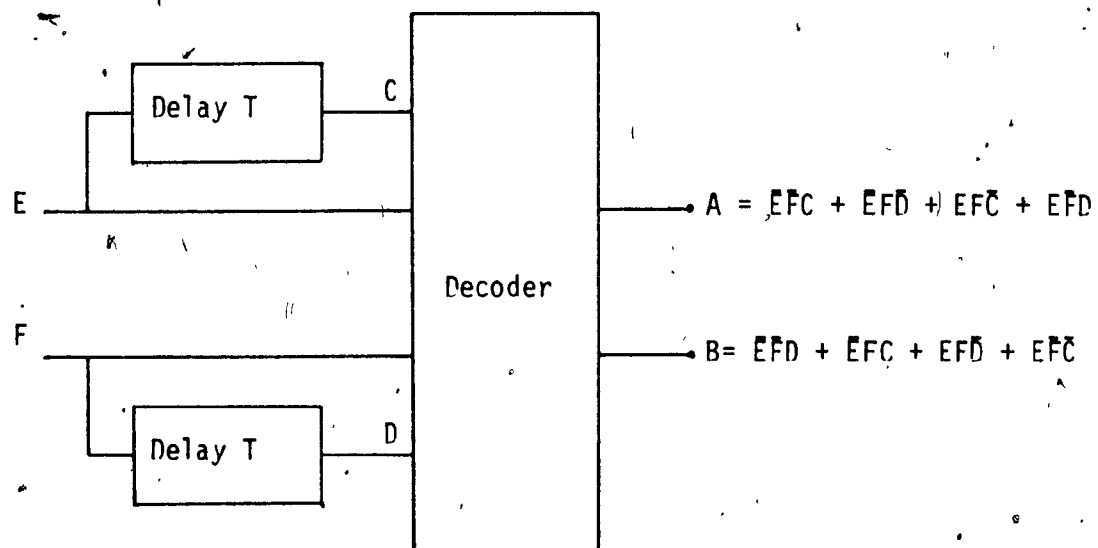 Delay T
C
E
A = ĒF̄C + ĒFD̄ + EFC̄ + EF̄D
Decoder
F
B= ĒF̄D + ĒFC + EFD̄ + EF̄C̄
D
Delay T